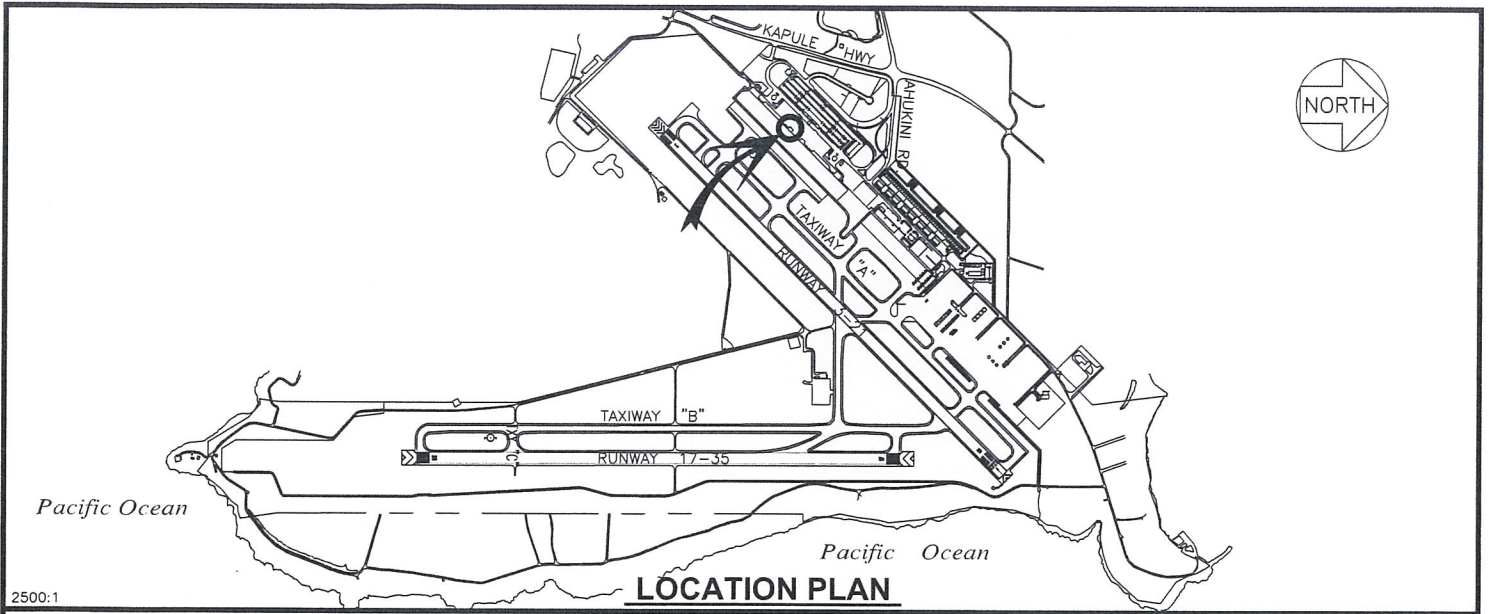 KAPULE HWY
AHUKINI RD
NORTH
TAXIWAY "A"
RUNWAY
TAXIWAY "B"
RUNWAY 17-35
Pacific Ocean
Pacific Ocean
LOCATION PLAN
2500:1